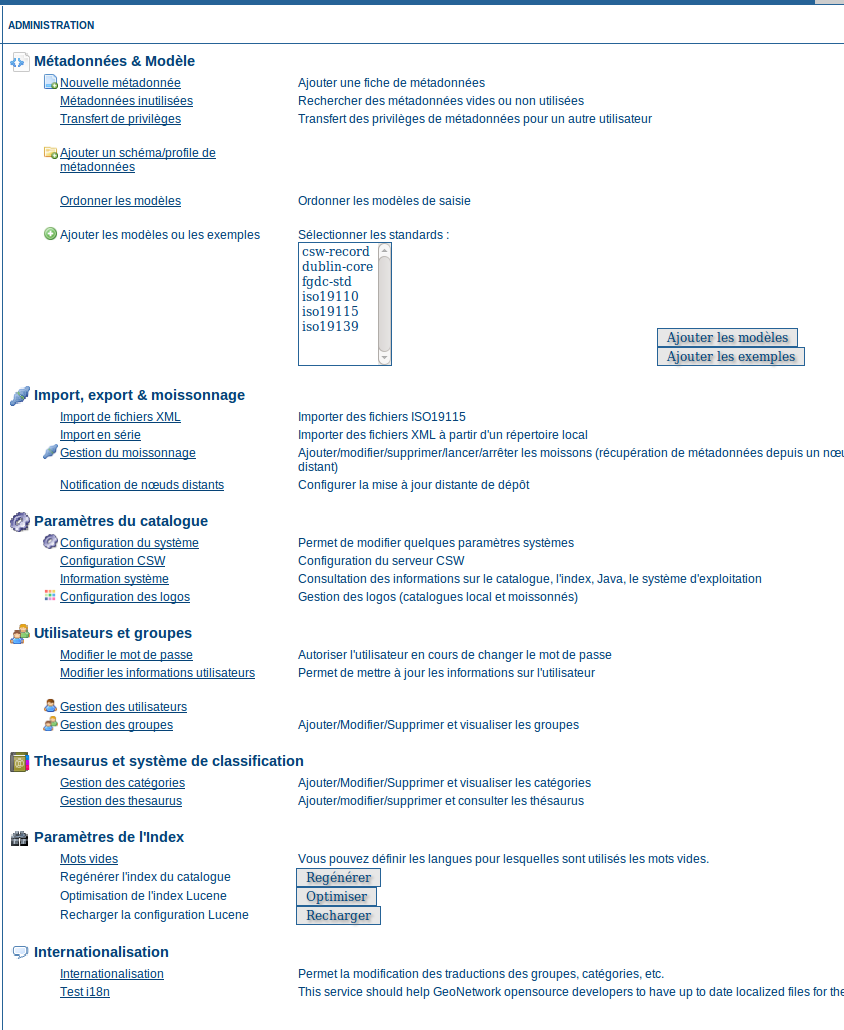 ADMINISTRATION
Métadonnées & Modèle
Nouvelle métadonnée Ajouter une fiche de métadonnées
Métadonnées inutilisées Rechercher des métadonnées vides ou non utilisées
Transfert de privilèges Transfert des privilèges de métadonnées pour un autre utilisateur
Ajouter un schéma/profile de
métadonnées
Ordonner les modèles Ordonner les modèles de saisie
Ajouter les modèles ou les exemples Sélectionner les standards :
csw-record
dublin-core
fgdc-std
iso19110
iso19115
iso19139
Ajouter les modèles
Ajouter les exemples
Import, export & moissonnage
Import de fichiers XML Importer des fichiers ISO19115
Import en série Importer des fichiers XML à partir d'un répertoire local
Gestion du moissonnage Ajouter/modifier/supprimer/lancer/arrêter les moissons (récupération de métadonnées depuis un
distant)
Notification de nœuds distants Configurer la mise à jour distante de dépôt
Paramètres du catalogue
Configuration du système Permet de modifier quelques paramètres systèmes
Configuration CSW Configuration du serveur CSW
Information système Consultation des informations sur le catalogue, l'index, Java, le système d'exploitation
Configuration des logos Gestion des logos (catalogues local et moissonnés)
Utilisateurs et groupes
Modifier le mot de passe Autoriser l'utilisateur en cours de changer le mot de passe
Modifier les informations utilisateurs Permet de mettre à jour les informations sur l'utilisateur
Gestion des utilisateurs
Gestion des groupes Ajouter/Modifier/Supprimer et visualiser les groupes
Thesaurus et système de classification
Gestion des catégories Ajouter/Modifier/Supprimer et visualiser les catégories
Gestion des thesaurus Ajouter/modifier/supprimer et consulter les thésaurus
Paramètres de l'Index
Mots vides Vous pouvez définir les langues pour lesquelles sont utilisés les mots vides.
Regénérer l'index du catalogue Regénérer
Optimisation de l'index Lucene Optimiser
Recharger la configuration Lucene Recharger
Internationalisation
Internationalisation Permet la modification des traductions des groupes, catégories, etc.
Test i18n This service should help GeoNetwork opensource developers to have up to date localized files for the